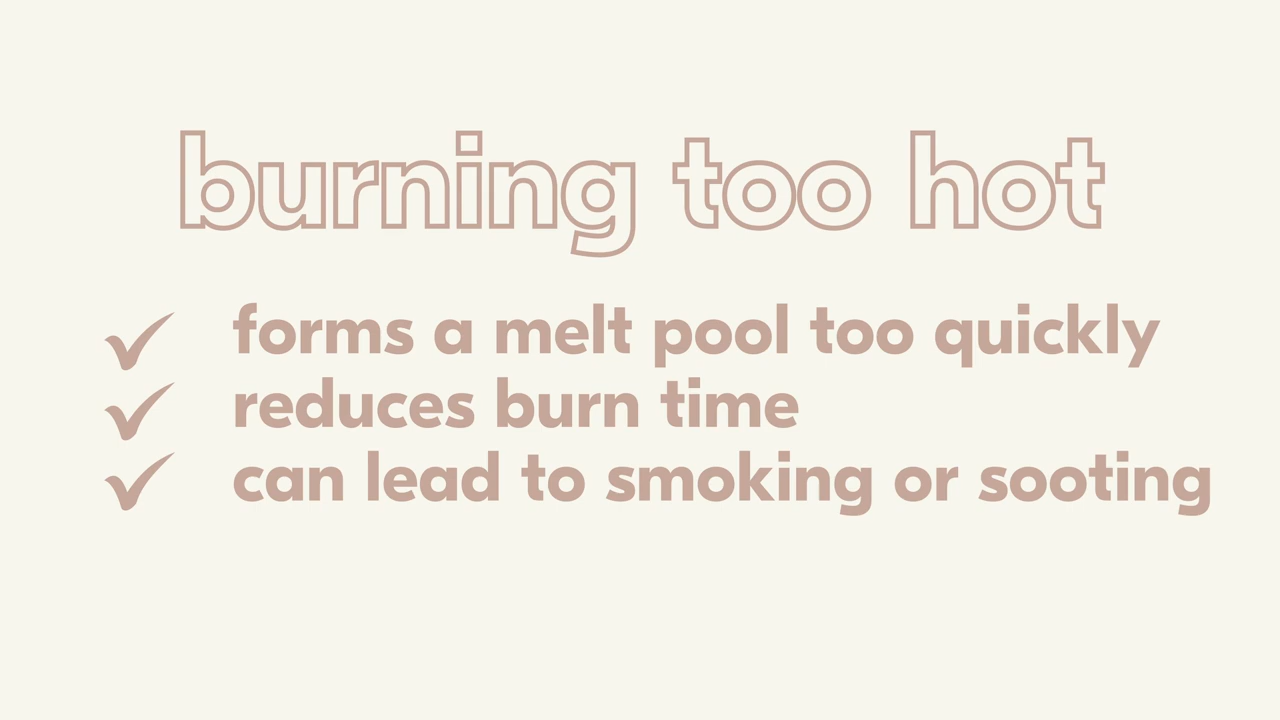 burning too hot
forms a melt pool too quickly
reduces burn time
can lead to smoking or sooting